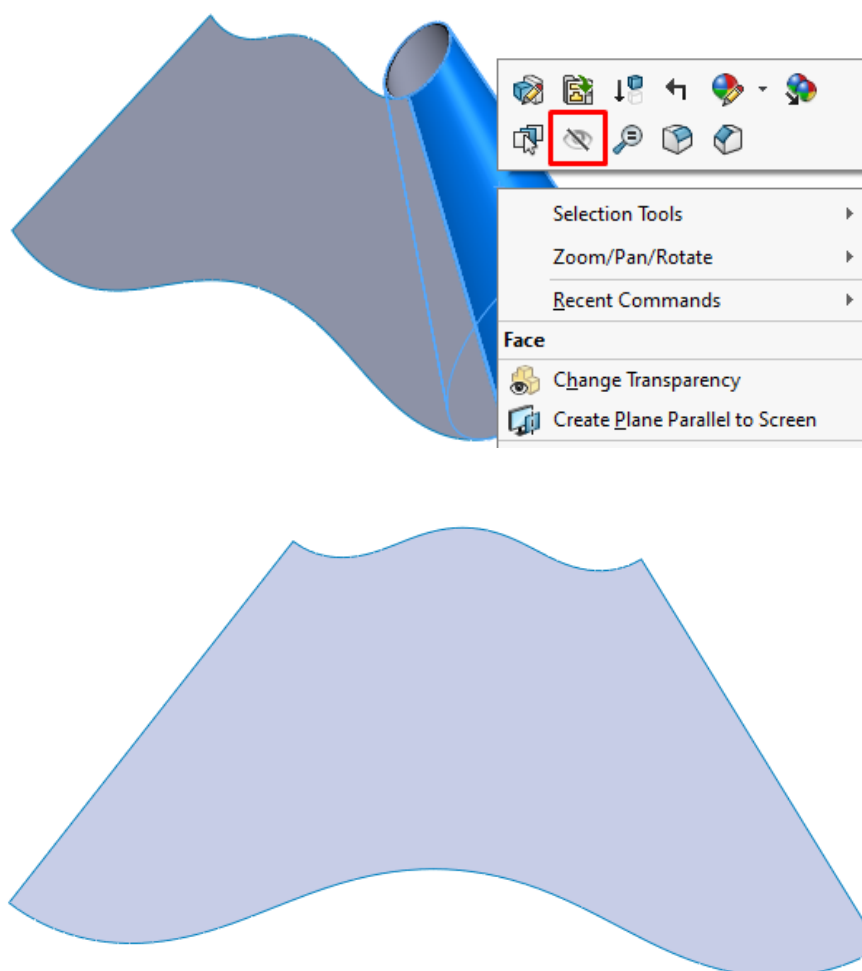 Selection Tools
Zoom/Pan/Rotate
Recent Commands
Face
Change Transparency
Create Plane Parallel to Screen